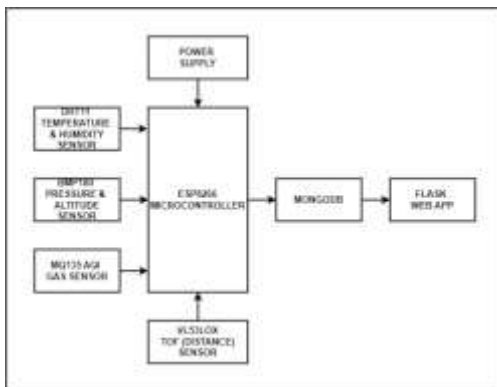 POWER
SUPPLY
DHT11
TEMPERATURE
& HUMIDITY
SENSOR
BMP180
PRESSURE &
ALTITUDE
SENSOR
ESP8266
MICROCONTROLLER
MONGODB
FLASK
WEB APP
MQ135 AQI
GAS SENSOR
VL53LOX
TOF (DISTANCE)
SENSOR